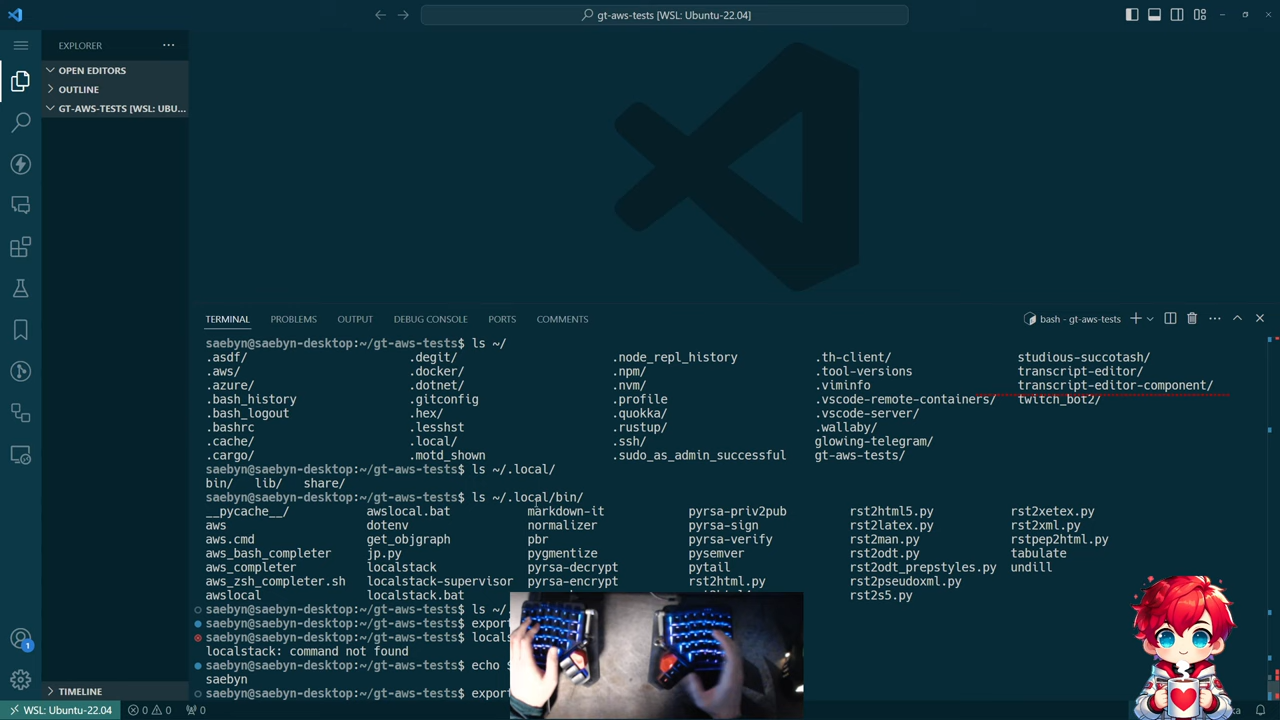 gt-aws-tests [WSL: Ubuntu-22.04]
EXPLORER
OPEN EDITORS
OUTLINE
GT-AWS-TESTS [WSL: UBU...
TERMINAL PROBLEMS OUTPUT DEBUG CONSOLE PORTS COMMENTS
bash - gt-aws-tests
saebyn@saebyn-desktop:~/gt-aws-tests$ ls ~/
.asdf/ .degit/ .node_repl_history .th-client/ studious-succotash/
.aws/ .docker/ .npm/ .tool-versions transcript-editor/
.azure/ .dotnet/ .nvm/ .viminfo transcript-editor-component/
.bash_history .gitconfig .profile .vscode-remote-containers/ twitch_bot2/
.bash_logout .hex/ .quokka/ .vscode-server/
.bashrc .lesshst .rustup/ .wallaby/
.cache/ .local/ .ssh/ glowing-telegram/
.cargo/ .motd_shown .sudo_as_admin_successful gt-aws-tests/
saebyn@saebyn-desktop:~/gt-aws-tests$ ls ~/.local/
bin/ lib/ share/
saebyn@saebyn-desktop:~/gt-aws-tests$ ls ~/.local/bin/
__pycache__/ awslocal.bat markdown-it pyrsa-priv2pub rst2html5.py rst2xetex.py
aws dotenv normalizer pyrsa-sign rst2latex.py rst2xml.py
aws.cmd get_objgraph pbr pyrsa-verify rst2man.py rstpep2html.py
aws_bash_completer jp.py pygmentize pysemver rst2odt.py tabulate
aws_completer localstack pyrsa-decrypt pytail rst2odt_prepstyles.py undill
aws_zsh_completer.sh localstack-supervisor pyrsa-encrypt rst2html.py rst2pseudoxml.py
awslocal localstack.bat rst2s5.py
saebyn@saebyn-desktop:~/gt-aws-tests$ ls ~/
saebyn@saebyn-desktop:~/gt-aws-tests$ expor
saebyn@saebyn-desktop:~/gt-aws-tests$ locals
localstack: command not found
saebyn@saebyn-desktop:~/gt-aws-tests$ echo
saebyn
saebyn@saebyn-desktop:~/gt-aws-tests$ expor
TIMELINE
1
WSL: Ubuntu-22.04 0 0 0